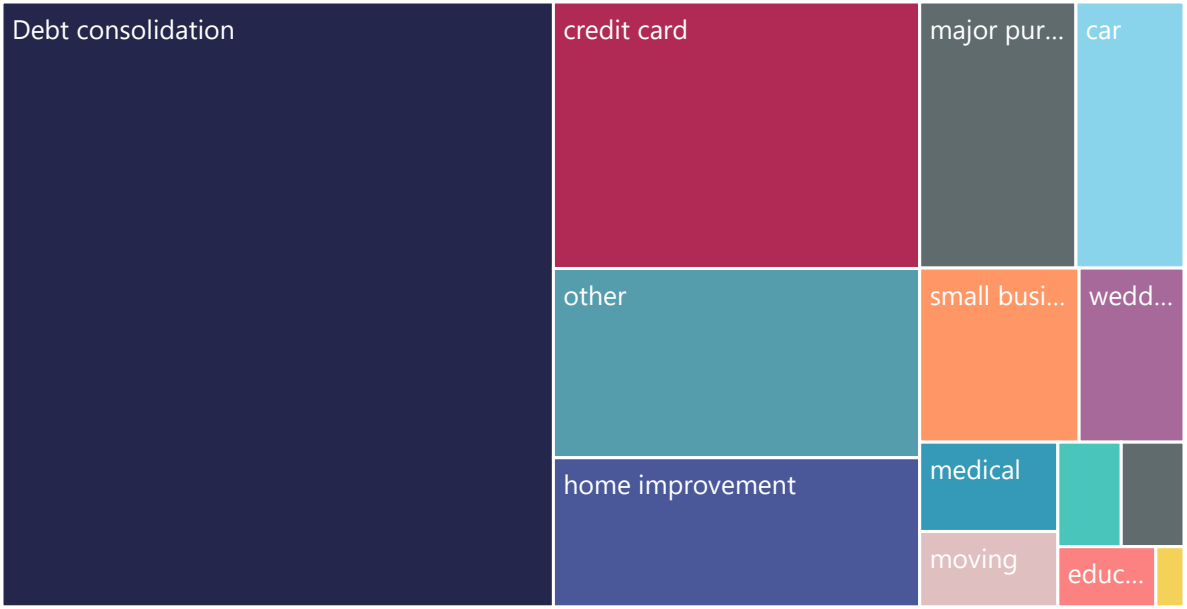 Debt consolidation
credit card
other
home improvement
major pur...
car
small busi...
wedd...
medical
moving
educ...